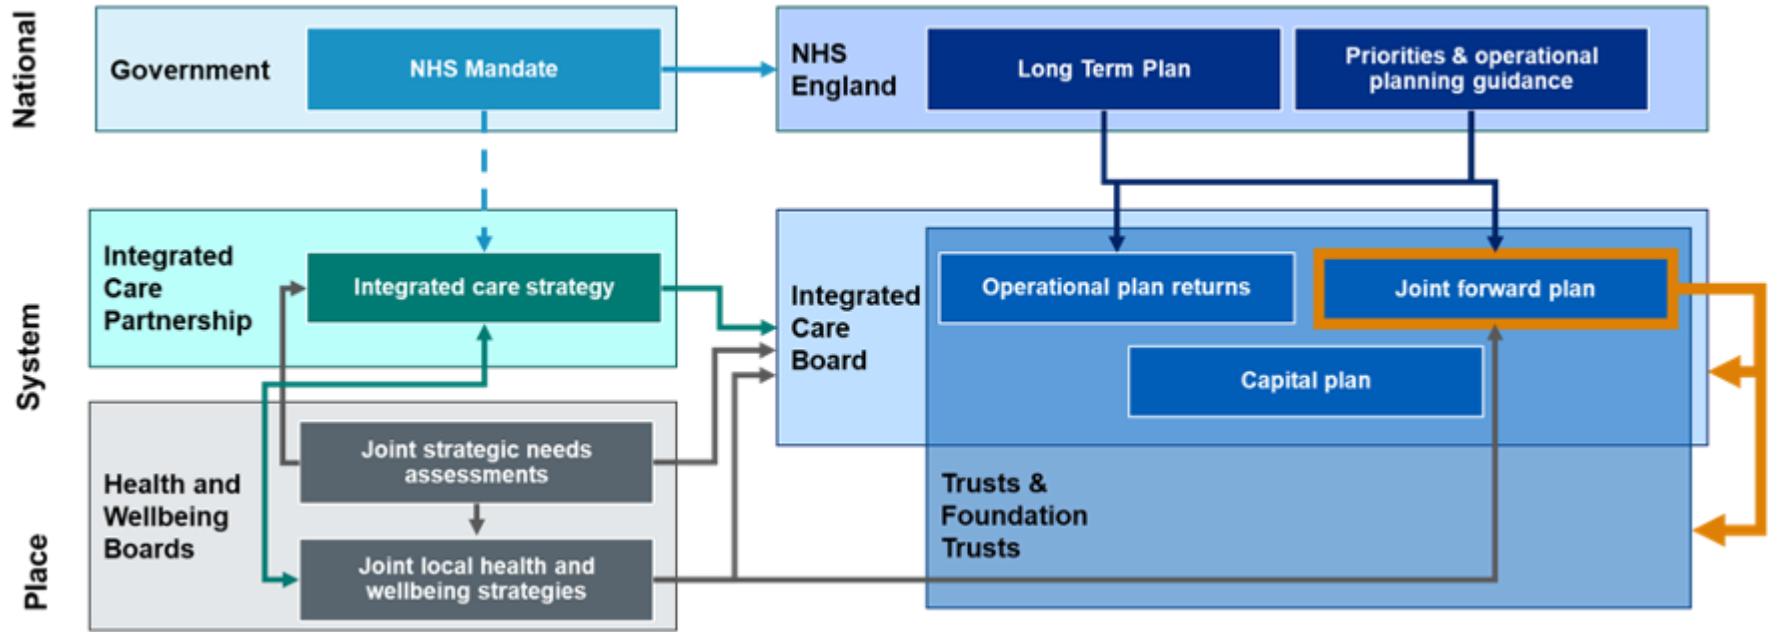 National
Government
NHS Mandate
NHS
England
Long Term Plan
Priorities & operational
planning guidance
System
Integrated
Care
Partnership
Integrated care strategy
Integrated
Care
Board
Operational plan returns
Joint forward plan
Capital plan
Place
Health and
Wellbeing
Boards
Joint strategic needs
assessments
Joint local health and
wellbeing strategies
Trusts &
Foundation
Trusts